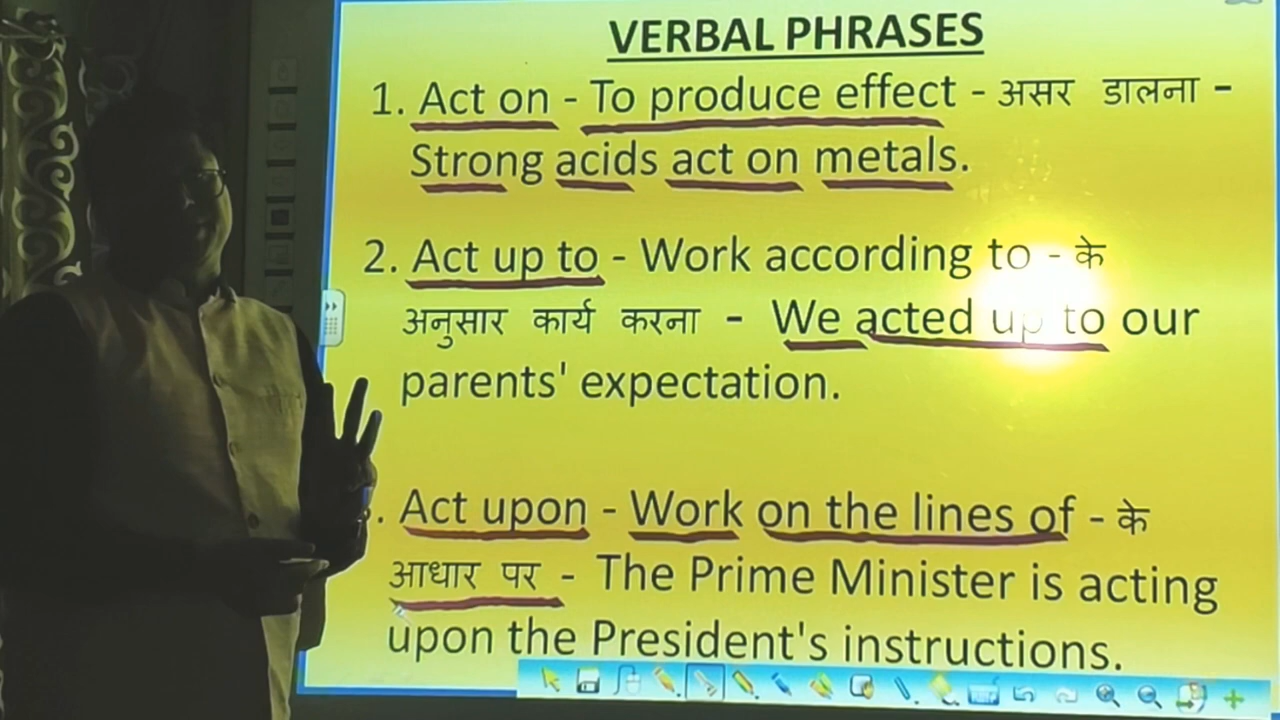 VERBAL PHRASES
1. Act on - To produce effect - असर डालना -
Strong acids act on metals.
2. Act up to - Work according to - के
अनुसार कार्य करना - We acted up to our
parents' expectation.
. Act upon - Work on the lines of - के
आधार पर - The Prime Minister is acting
upon the President's instructions.